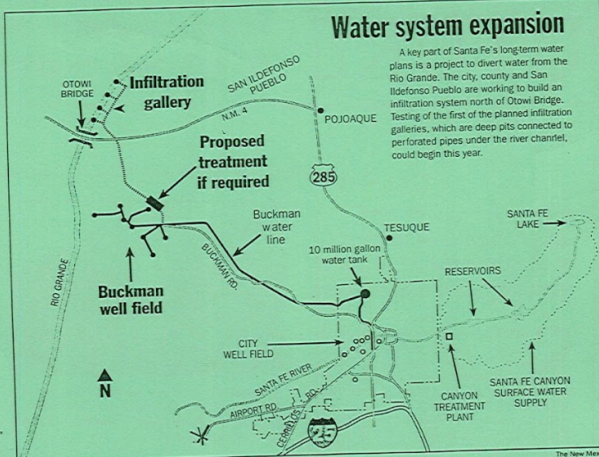 Water system expansion
A key part of Santa Fe's long-term water
plans is a project to divert water from the
Rio Grande. The city, county and San
Ildefonso Pueblo are working to build an
infiltration system north of Otowi Bridge.
Testing of the first of the planned infiltration
galleries, which are deep pits connected to
perforated pipes under the river channel,
could begin this year.
OTOWI
BRIDGE
Infiltration
gallery
SAN ILDEFONSO
PUEBLO
N.M. 4
POJOAQUE
Proposed
treatment
if required
285
Buckman
water
line
TESUQUE
SANTA FE
LAKE
10 million gallon
water tank
RESERVOIRS
RIO GRANDE
BUCKMAN RD.
Buckman
well field
CITY
WELL FIELD
N
SANTA FE RIVER
AIRPORT RD.
CERRILLOS RD.
CANYON
TREATMENT
PLANT
SANTA FE CANYON
SURFACE WATER
SUPPLY
The New Mex